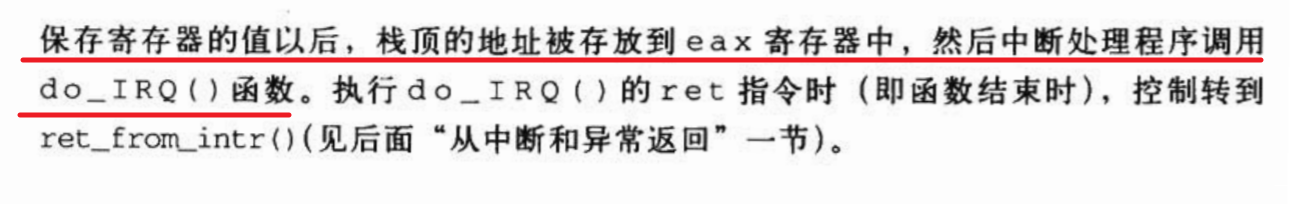 保存寄存器的值以后，栈顶的地址被存放到eax寄存器中，然后中断处理程序调用
do_IRQ()函数。执行do_IRQ()的ret指令时（即函数结束时），控制转到
ret_from_intr()(见后面“从中断和异常返回”一节)。